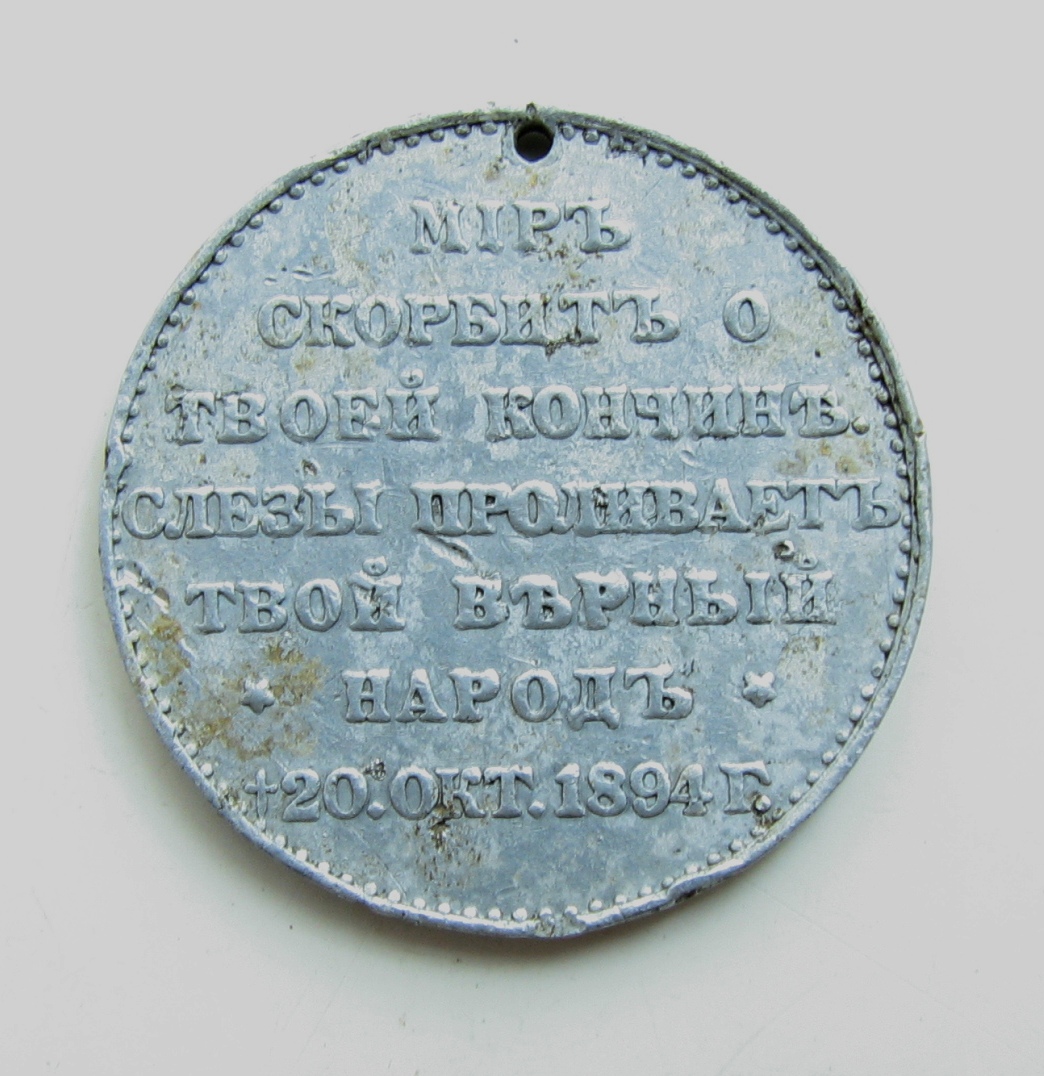 МІРЪ
СКОРБИТЪ О
ТВОЕЙ КОНЧИНѢ.
СЛЕЗЫ ПРОЛИВАЕТЪ
ТВОЙ ВѢРНЫЙ
* НАРОДЪ *
†20.ОКТ.1894 Г.